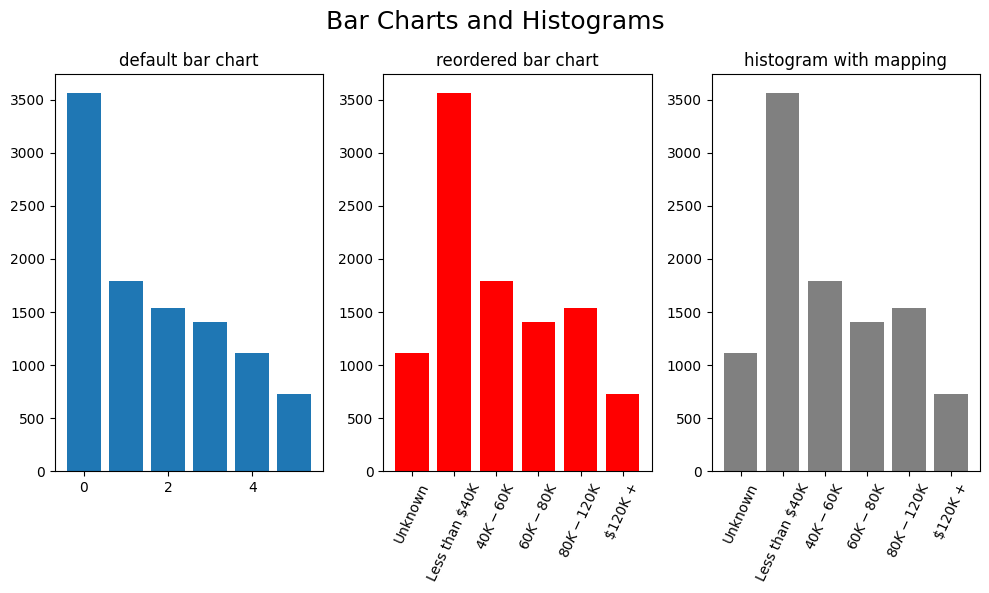 Bar Charts and Histograms
default bar chart
3500
3000
2500
2000
1500
1000
500
0
0 2 4
reordered bar chart
3500
3000
2500
2000
1500
1000
500
0
Unknown
Less than $40K
40K − 60K
60K − 80K
80K − 120K
$120K +
histogram with mapping
3500
3000
2500
2000
1500
1000
500
0
Unknown
Less than $40K
40K − 60K
60K − 80K
80K − 120K
$120K +